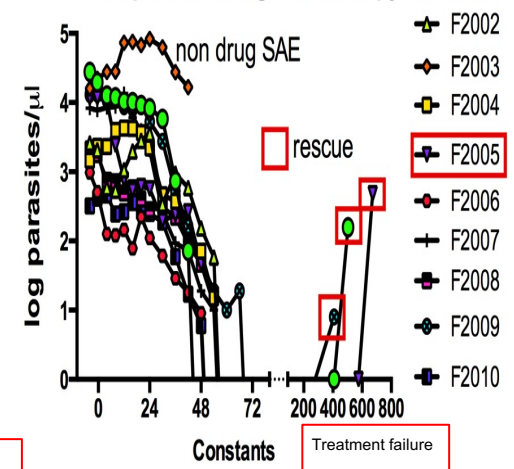 5
4
3
2
1
0
log parasites/µl
non drug SAE
rescue
F2002
F2003
F2004
F2005
F2006
F2007
F2008
F2009
F2010
0 24 48 72 200 400 600 800
Constants
Treatment failure